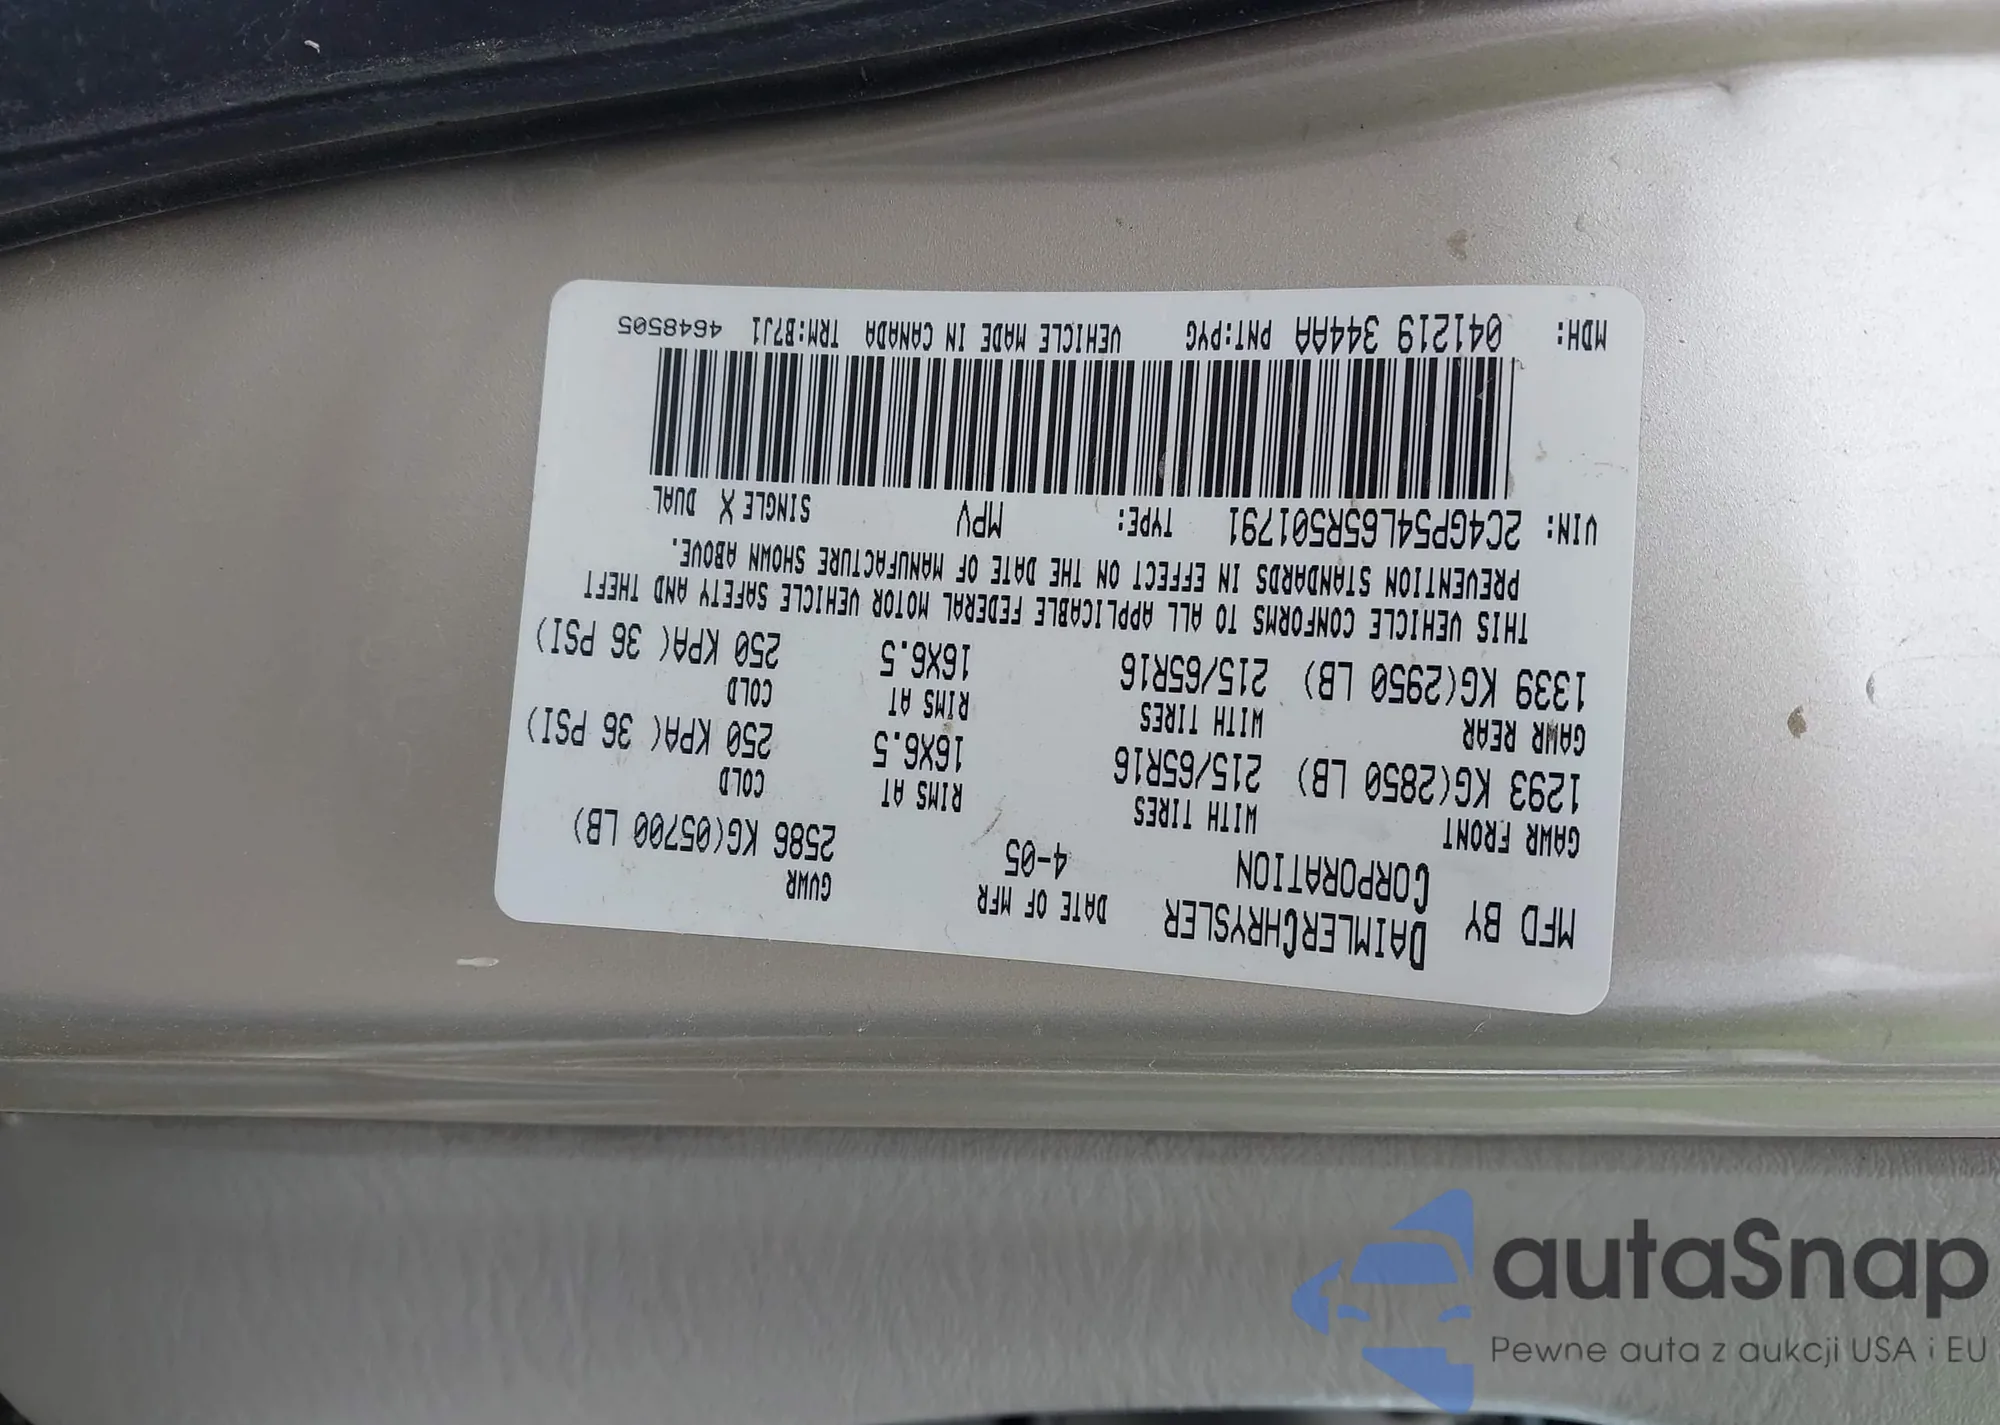 MFD BY DAIMLERCHRYSLER CORPORATION
DATE OF MFR 4-05
GVWR 2586 KG(05700 LB)
GAWR FRONT WITH TIRES RIMS AT COLD
1293 KG(2850 LB) 215/65R16 16X6.5 250 KPA( 36 PSI)
GAWR REAR WITH TIRES RIMS AT COLD
1339 KG(2950 LB) 215/65R16 16X6.5 250 KPA( 36 PSI)
THIS VEHICLE CONFORMS TO ALL APPLICABLE FEDERAL MOTOR VEHICLE SAFETY AND THEFT
PREVENTION STANDARDS IN EFFECT ON THE DATE OF MANUFACTURE SHOWN ABOVE.
VIN: 2C4GP54L65R501791 TYPE: MPV SINGLE X DUAL
MDH: 041219 344AA PNT:PYG VEHICLE MADE IN CANADA TRM:B7J1 4648505
autaSnap
Pewne auta z aukcji USA i EU